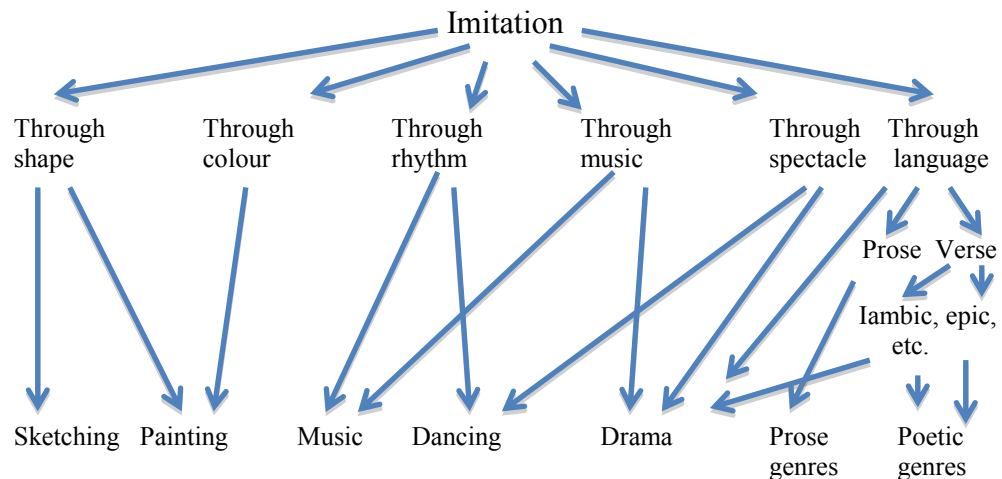 Imitation
Through shape
Through colour
Through rhythm
Through music
Through spectacle
Through language
Prose Verse
Iambic, epic, etc.
Sketching Painting Music Dancing Drama Prose genres Poetic genres